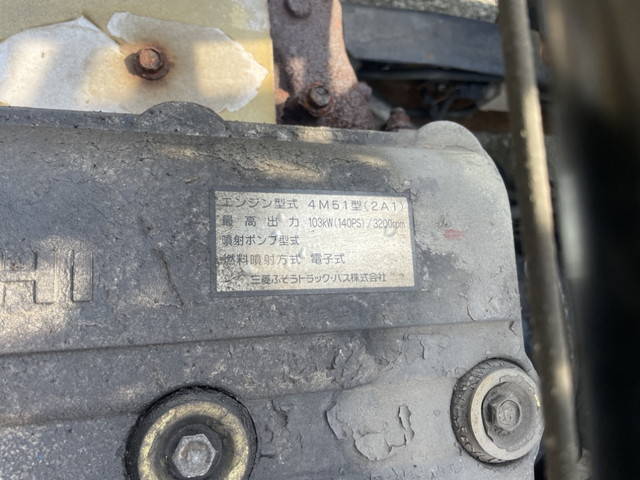 エンジン型式 4M51型(2A1)
最高出力 103kW(140PS)/3200rpm
噴射ポンプ型式
燃料噴射方式 電子式
三菱ふそうトラック・バス株式会社
HI